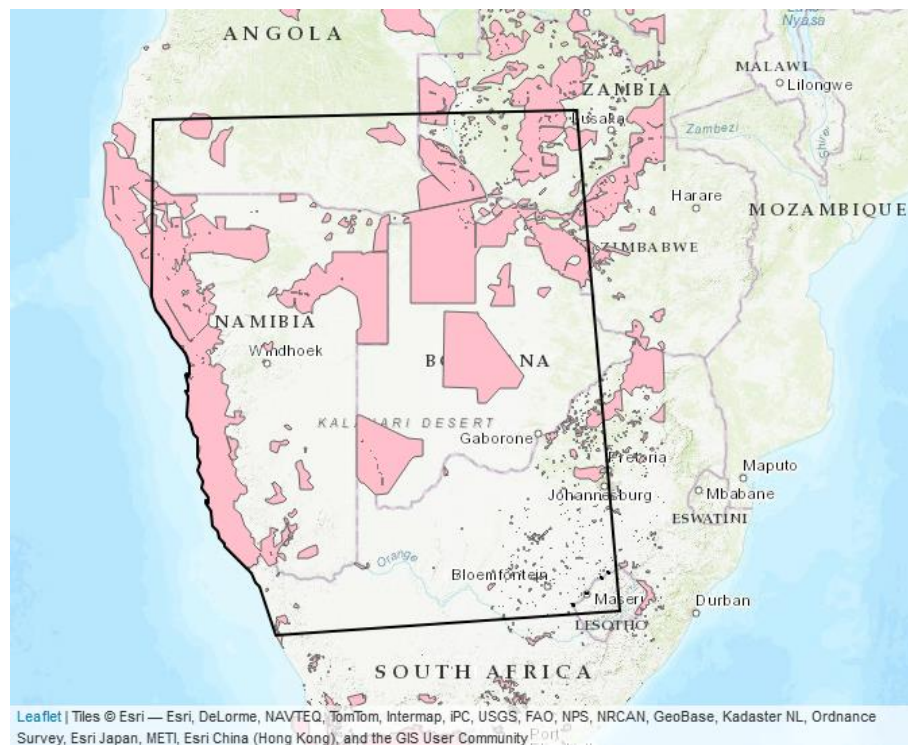 Nyasa
ANGOLA
MALAWI
Lilongwe
ZAMBIA
Lusaka
Zambezi
Shire
Harare
MOZAMBIQUE
ZIMBABWE
NAMIBIA
Windhoek
KALAHARI DESERT
Gaborone
Pretoria
Maputo
Johannesburg
Mbabane
ESWATINI
Orange
Bloemfontein
Maseru
Durban
LESOTHO
SOUTH AFRICA
Leaflet | Tiles © Esri — Esri, DeLorme, NAVTEQ, TomTom, Intermap, iPC, USGS, FAO, NPS, NRCAN, GeoBase, Kadaster NL, Ordnance
Survey, Esri Japan, METI, Esri China (Hong Kong), and the GIS User Community
Port